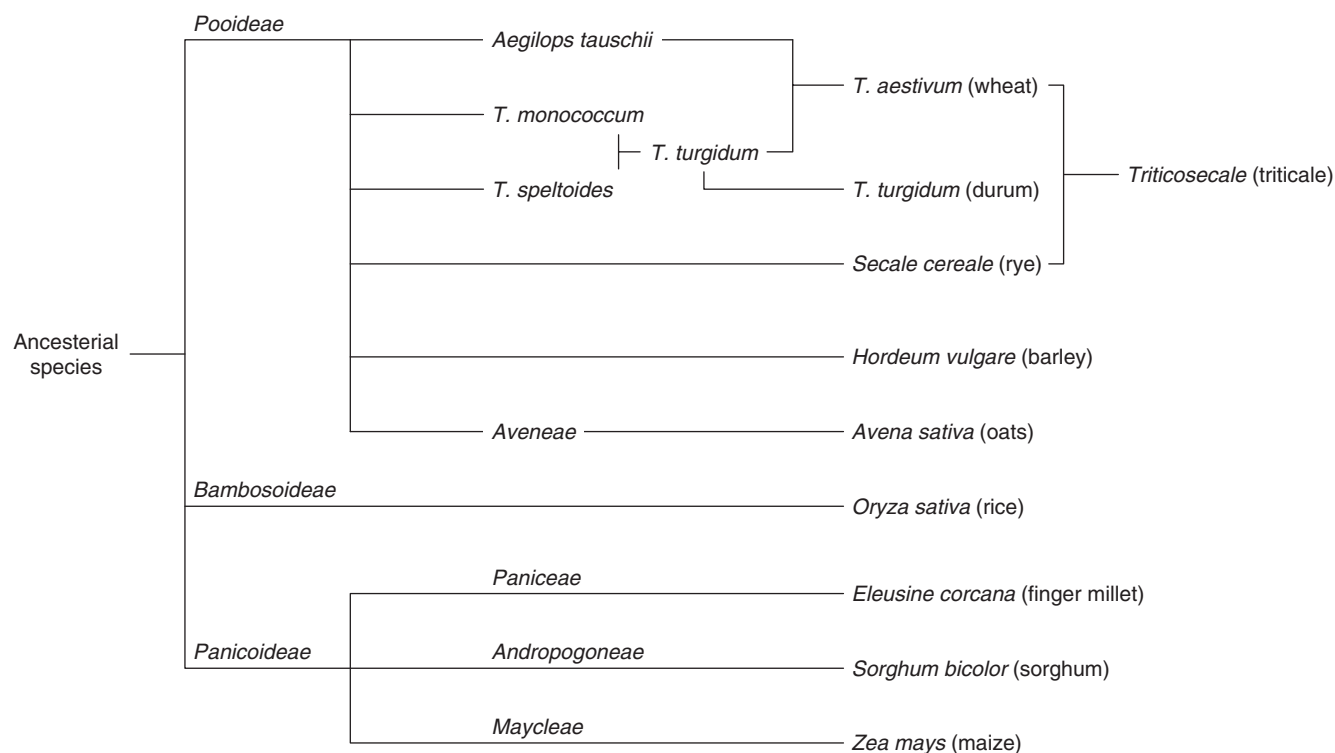 Pooideae
Aegilops tauschii
T. aestivum (wheat)
T. monococcum
T. turgidum
Triticosecale (triticale)
T. speltoides
T. turgidum (durum)
Secale cereale (rye)
Ancesterial
species
Hordeum vulgare (barley)
Aveneae
Avena sativa (oats)
Bambosoideae
Oryza sativa (rice)
Paniceae
Eleusine corcana (finger millet)
Panicoideae
Andropogoneae
Sorghum bicolor (sorghum)
Maycleae
Zea mays (maize)